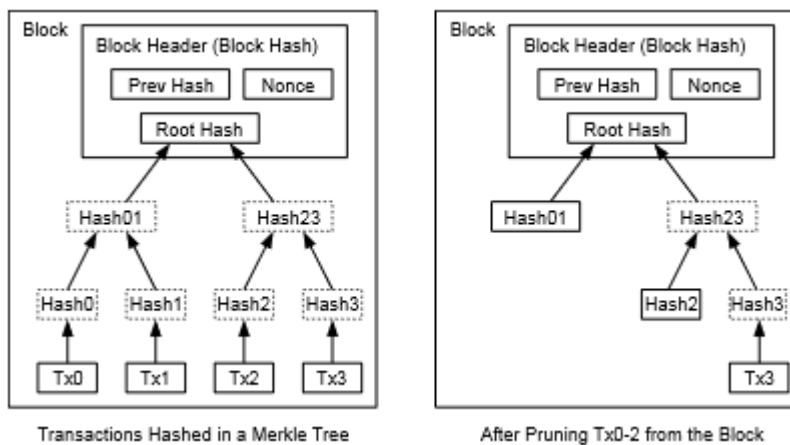 Block
Block Header (Block Hash)
Prev Hash
Nonce
Root Hash
Hash01
Hash23
Hash0
Hash1
Hash2
Hash3
Tx0
Tx1
Tx2
Tx3
Transactions Hashed in a Merkle Tree
Block
Block Header (Block Hash)
Prev Hash
Nonce
Root Hash
Hash01
Hash23
Hash2
Hash3
Tx3
After Pruning Tx0-2 from the Block